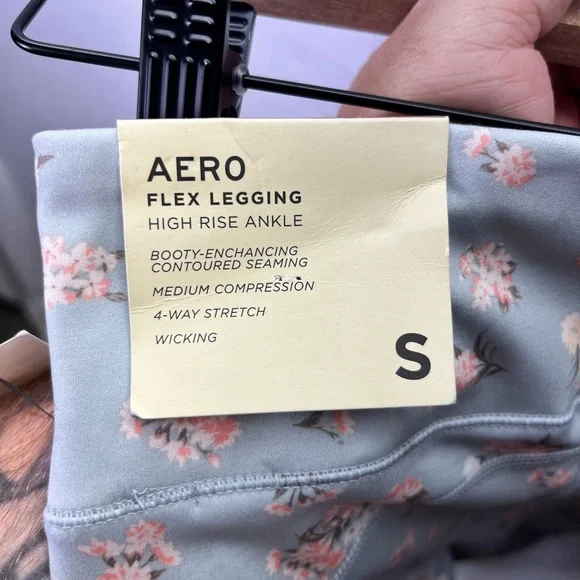 AERO
FLEX LEGGING
HIGH RISE ANKLE
BOOTY-ENCHANCING
CONTOURED SEAMING
MEDIUM COMPRESSION
4-WAY STRETCH
WICKING
S